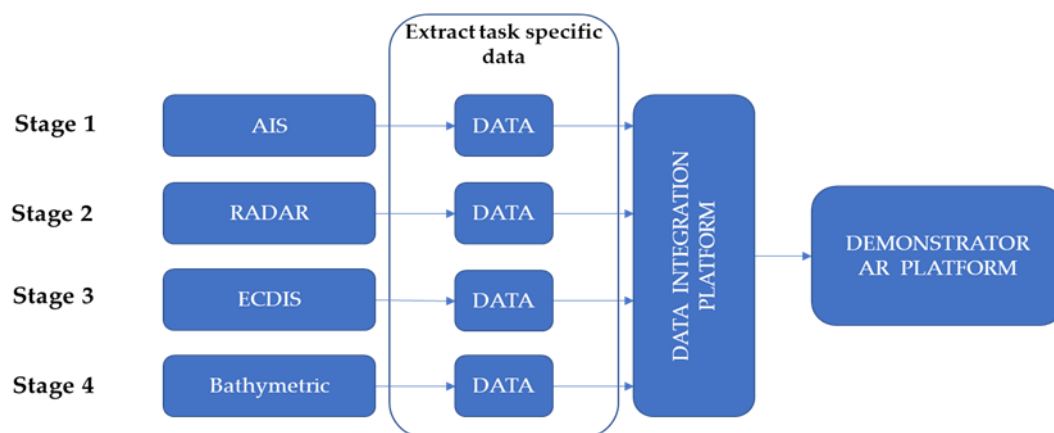 Extract task specific
data
Stage 1
AIS
DATA
Stage 2
RADAR
DATA
Stage 3
ECDIS
DATA
Stage 4
Bathymetric
DATA
DATA INTEGRATION
PLATFORM
DEMONSTRATOR
AR PLATFORM